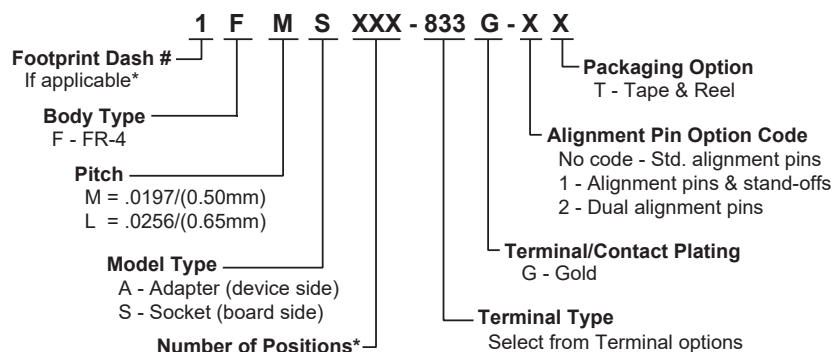 1 F M S XXX - 833 G - X X
Footprint Dash #
If applicable*
Body Type
F - FR-4
Pitch
M = .0197/(0.50mm)
L = .0256/(0.65mm)
Model Type
A - Adapter (device side)
S - Socket (board side)
Number of Positions*
Packaging Option
T - Tape & Reel
Alignment Pin Option Code
No code - Std. alignment pins
1 - Alignment pins & stand-offs
2 - Dual alignment pins
Terminal/Contact Plating
G - Gold
Terminal Type
Select from Terminal options